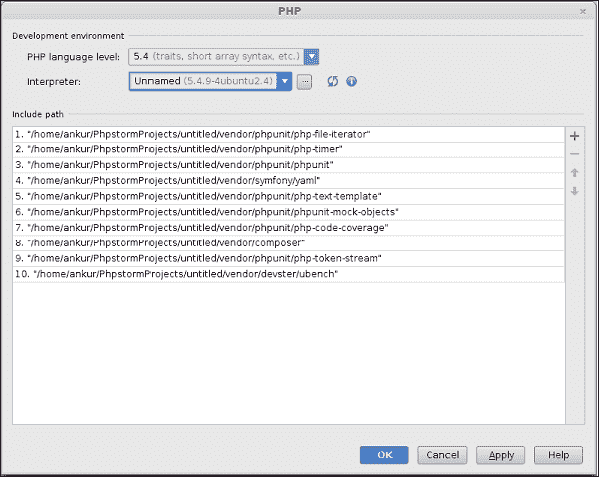 PHP
Development environment
PHP language level: 5.4 (traits, short array syntax, etc.)
Interpreter: Unnamed (5.4.9-4ubuntu2.4) ...
Include path
1. "/home/ankur/PhpstormProjects/untitled/vendor/phpunit/php-file-iterator"
2. "/home/ankur/PhpstormProjects/untitled/vendor/phpunit/php-timer"
3. "/home/ankur/PhpstormProjects/untitled/vendor/phpunit/phpunit"
4. "/home/ankur/PhpstormProjects/untitled/vendor/symfony/yaml"
5. "/home/ankur/PhpstormProjects/untitled/vendor/phpunit/php-text-template"
6. "/home/ankur/PhpstormProjects/untitled/vendor/phpunit/phpunit-mock-objects"
7. "/home/ankur/PhpstormProjects/untitled/vendor/phpunit/php-code-coverage"
8. "/home/ankur/PhpstormProjects/untitled/vendor/composer"
9. "/home/ankur/PhpstormProjects/untitled/vendor/phpunit/php-token-stream"
10. "/home/ankur/PhpstormProjects/untitled/vendor/devster/ubench"
OK Cancel Apply Help